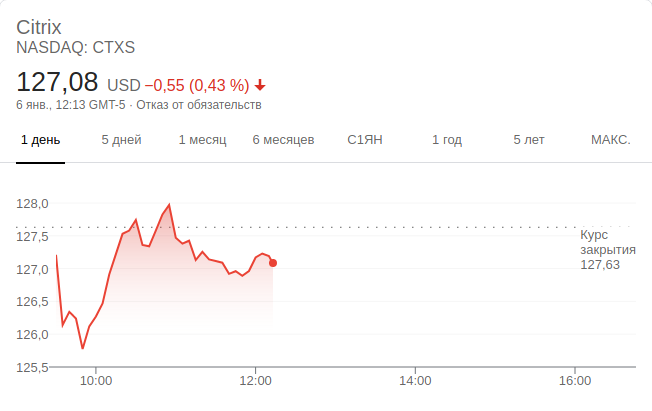 Citrix
NASDAQ: CTXS
127,08 USD −0,55 (0,43 %)
6 янв., 12:13 GMT-5 · Отказ от обязательств
1 день 5 дней 1 месяц 6 месяцев С1ЯН 1 год 5 лет МАКС.
128,0
127,5
127,0
126,5
126,0
125,5
Курс
закрытия
127,63
10:00 12:00 14:00 16:00